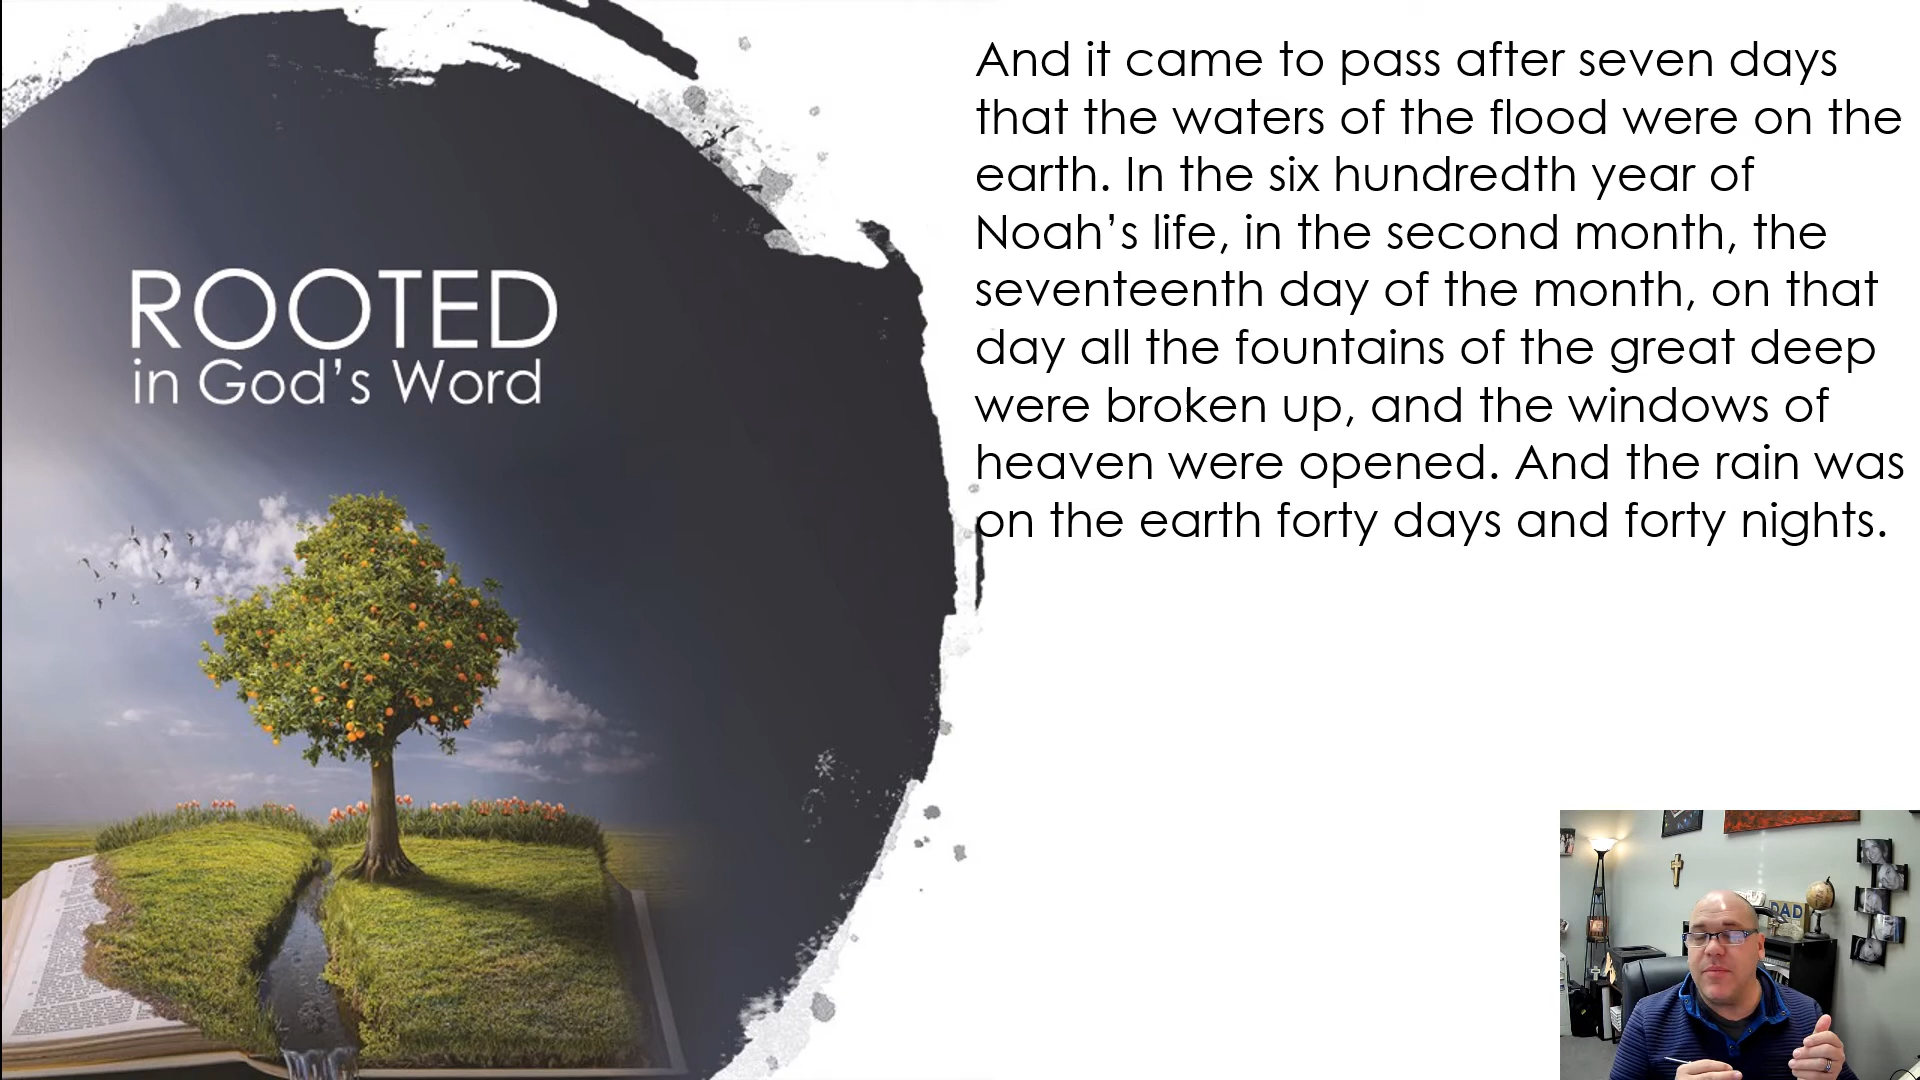 ROOTED
in God’s Word
And it came to pass after seven days
that the waters of the flood were on the
earth. In the six hundredth year of
Noah’s life, in the second month, the
seventeenth day of the month, on that
day all the fountains of the great deep
were broken up, and the windows of
heaven were opened. And the rain was
on the earth forty days and forty nights.
DAD